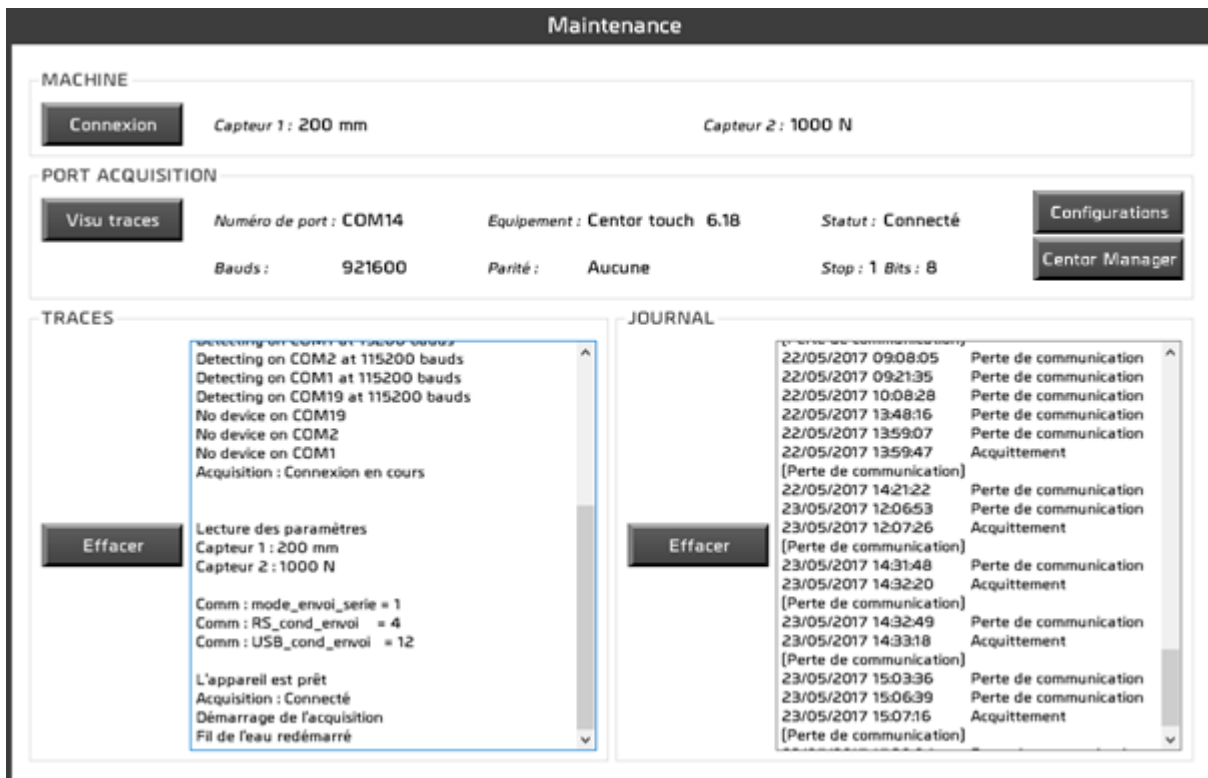 Maintenance
MACHINE
Connexion
Capteur 1 : 200 mm
Capteur 2 : 1000 N
PORT ACQUISITION
Visu traces
Numéro de port : COM14
Equipement : Centor touch 6.18
Statut : Connecté
Configurations
Bauds : 921600
Parité : Aucune
Stop : 1 Bits : 8
Centor Manager
TRACES
Detecting on COM2 at 115200 bauds
Detecting on COM1 at 115200 bauds
Detecting on COM19 at 115200 bauds
No device on COM19
No device on COM2
No device on COM1
Acquisition : Connexion en cours
Lecture des paramètres
Capteur 1 : 200 mm
Capteur 2 : 1000 N
Comm : mode_envoi_serie = 1
Comm : RS_cond_envoi = 4
Comm : USB_cond_envoi = 12
L'appareil est prêt
Acquisition : Connecté
Démarrage de l'acquisition
Fil de l'eau redémarré
Effacer
JOURNAL
[Perte de communication]
22/05/2017 09:08:05 Perte de communication
22/05/2017 09:21:35 Perte de communication
22/05/2017 10:08:28 Perte de communication
22/05/2017 13:48:16 Perte de communication
22/05/2017 13:59:07 Perte de communication
22/05/2017 13:59:47 Acquittement
[Perte de communication]
22/05/2017 14:21:22 Perte de communication
23/05/2017 12:06:53 Perte de communication
23/05/2017 12:07:26 Acquittement
[Perte de communication]
23/05/2017 14:31:48 Perte de communication
23/05/2017 14:32:20 Acquittement
[Perte de communication]
23/05/2017 14:32:49 Perte de communication
23/05/2017 14:33:18 Acquittement
[Perte de communication]
23/05/2017 15:03:36 Perte de communication
23/05/2017 15:06:39 Perte de communication
23/05/2017 15:07:16 Acquittement
[Perte de communication]
Effacer